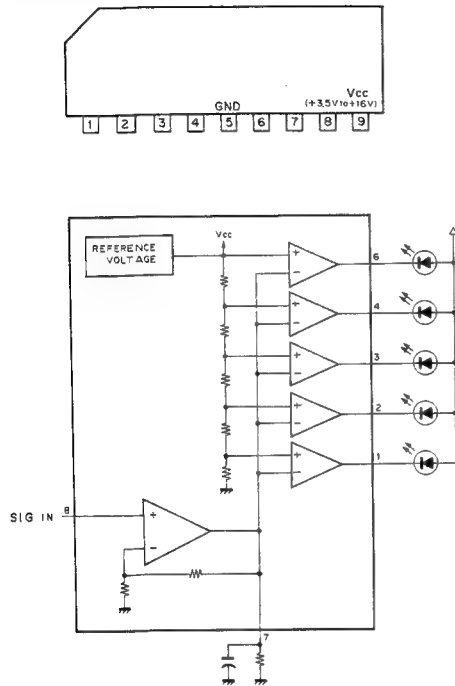 Vcc
GND
(+3.5V to +16V)
1 2 3 4 5 6 7 8 9
Vcc
REFERENCE
VOLTAGE
+
−
6
+
−
4
+
−
3
+
−
2
+
−
1
SIG IN
8
+
−
7